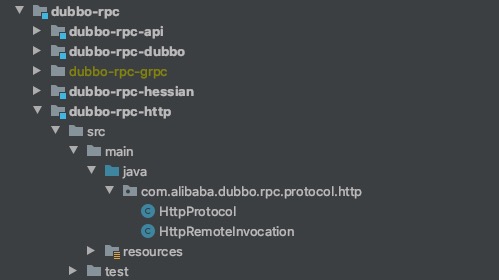 dubbo-rpc
dubbo-rpc-api
dubbo-rpc-dubbo
dubbo-rpc-grpc
dubbo-rpc-hessian
dubbo-rpc-http
src
main
java
com.alibaba.dubbo.rpc.protocol.http
HttpProtocol
HttpRemoteInvocation
resources
test